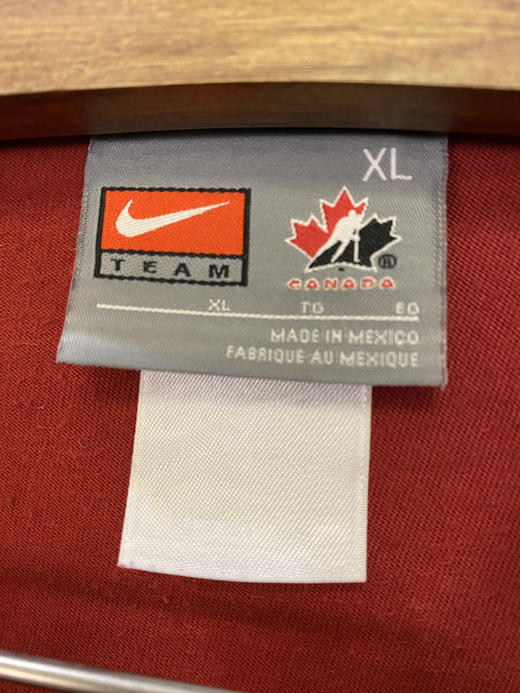 XL
TEAM
®
CANADA
XL TG EG
MADE IN MEXICO
FABRIQUE AU MEXIQUE